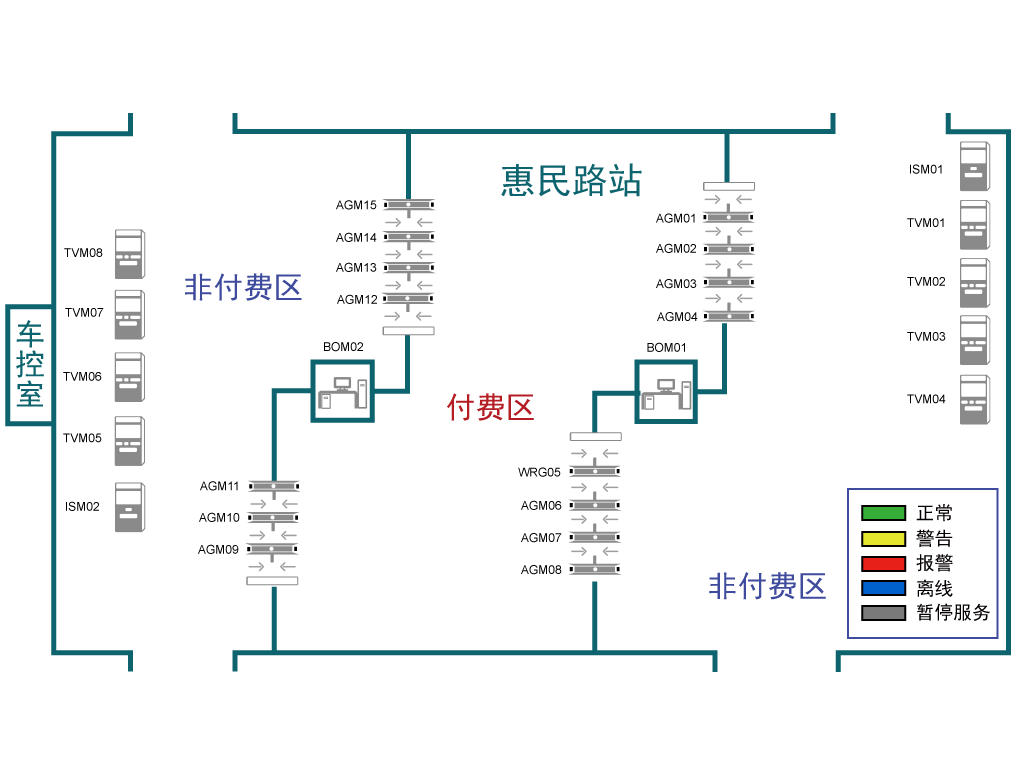 惠民路站
ISM01
AGM15
AGM01
TVM01
AGM14
AGM02
TVM08
AGM13
TVM02
非付费区
AGM03
AGM12
TVM07
AGM04
TVM03
车控室
BOM02
BOM01
TVM06
TVM04
付费区
TVM05
WRG05
AGM11
ISM02
AGM06
AGM10
AGM07
AGM09
AGM08
非付费区
正常
警告
报警
离线
暂停服务